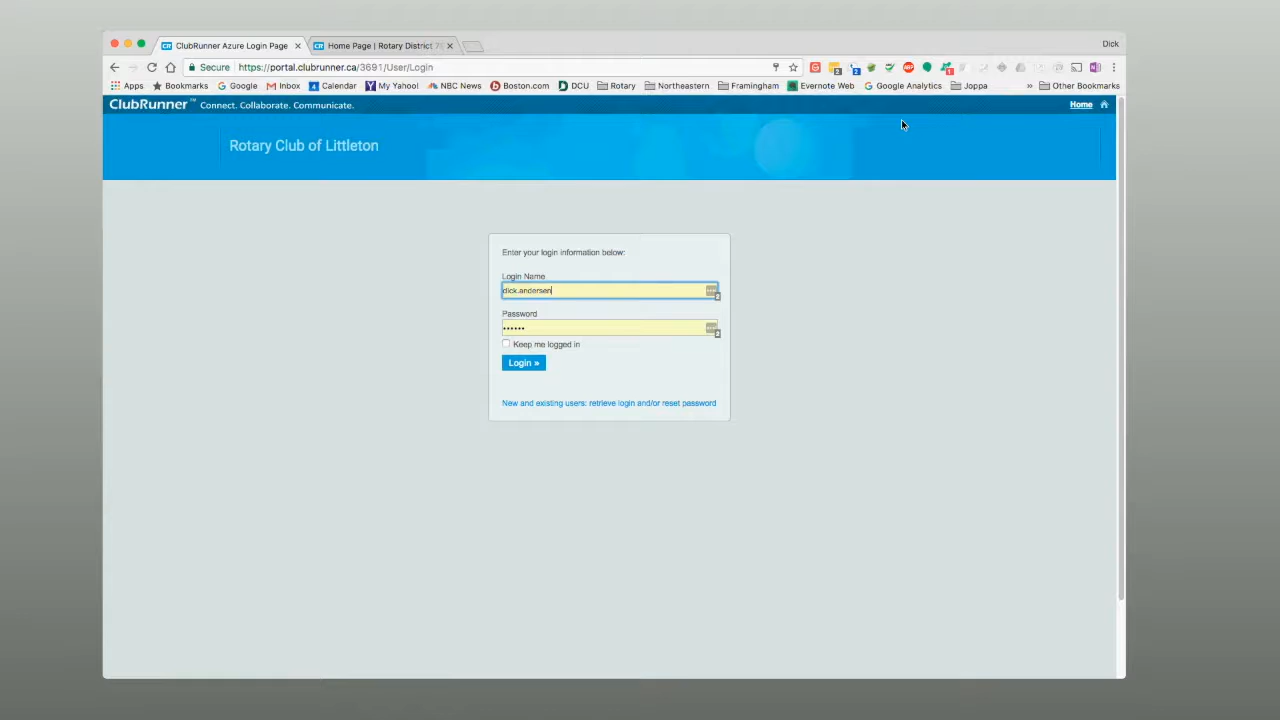 ClubRunner Azure Login Page
Home Page | Rotary District
Dick
Secure https://portal.clubrunner.ca/3691/User/Login
Apps Bookmarks Google Inbox Calendar My Yahoo! NBC News Boston.com DCU Rotary Northeastern Framingham Evernote Web Google Analytics Joppa » Other Bookmarks
ClubRunner™ Connect. Collaborate. Communicate. Home
Rotary Club of Littleton
Enter your login information below:
Login Name
dick.andersen
Password
••••••
Keep me logged in
Login »
New and existing users: retrieve login and/or reset password